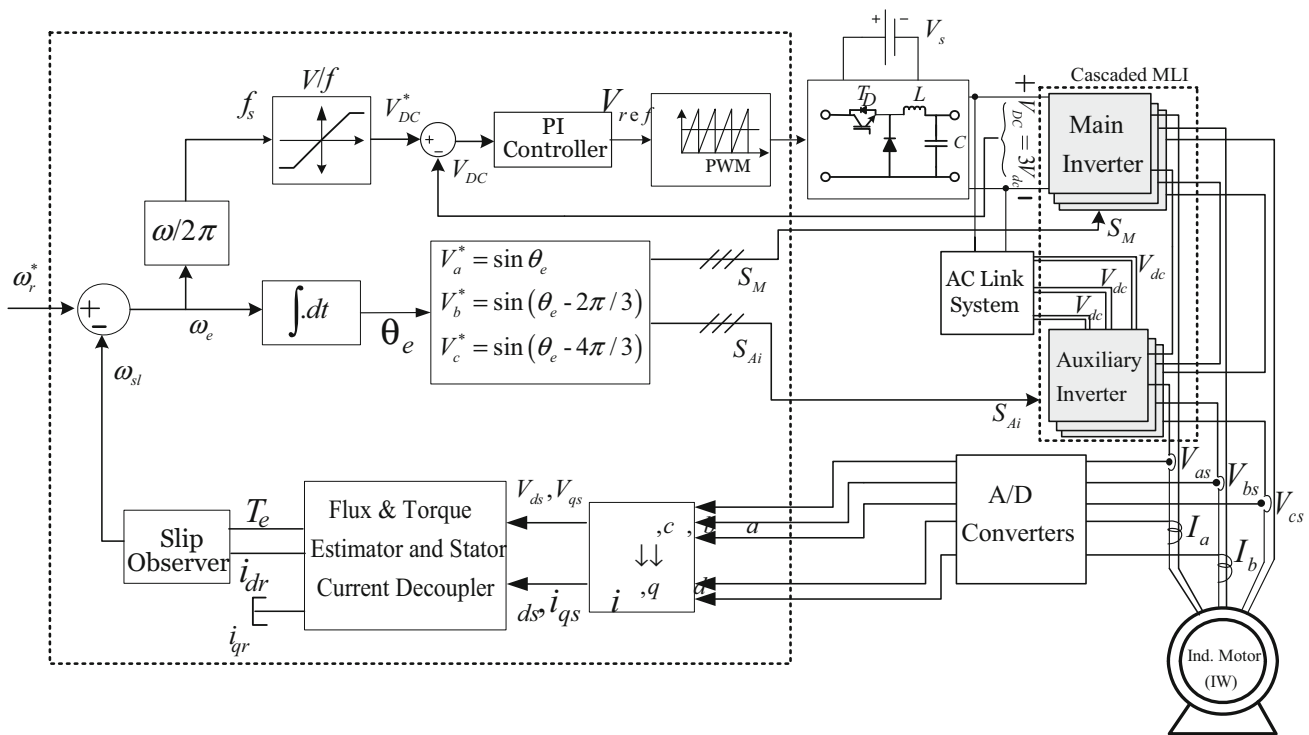 V_s
+ −
Cascaded MLI
V/f
f_s
V*_DC
PI
Controller
V_ref
PWM
T
D
L
C
+
V_DC = 3V_dc
−
Main
Inverter
+
−
V_DC
ω/2π
S_M
ω*_r
+
−
ω_e
∫.dt
θ_e
V*_a = sin θ_e
V*_b = sin(θ_e - 2π/3)
V*_c = sin(θ_e - 4π/3)
S_M
S_Ai
AC Link
System
V_dc
V_dc
V_dc
Auxiliary
Inverter
S_Ai
ω_sl
V_as
V_bs
V_cs
A/D
Converters
I_a
I_b
Slip
Observer
T_e
i_dr
i_qr
Flux & Torque
Estimator and Stator
Current Decoupler
V_ds, V_qs
ds, i_qs
,c , b a
↓↓
i ,q d
Ind. Motor
(IW)